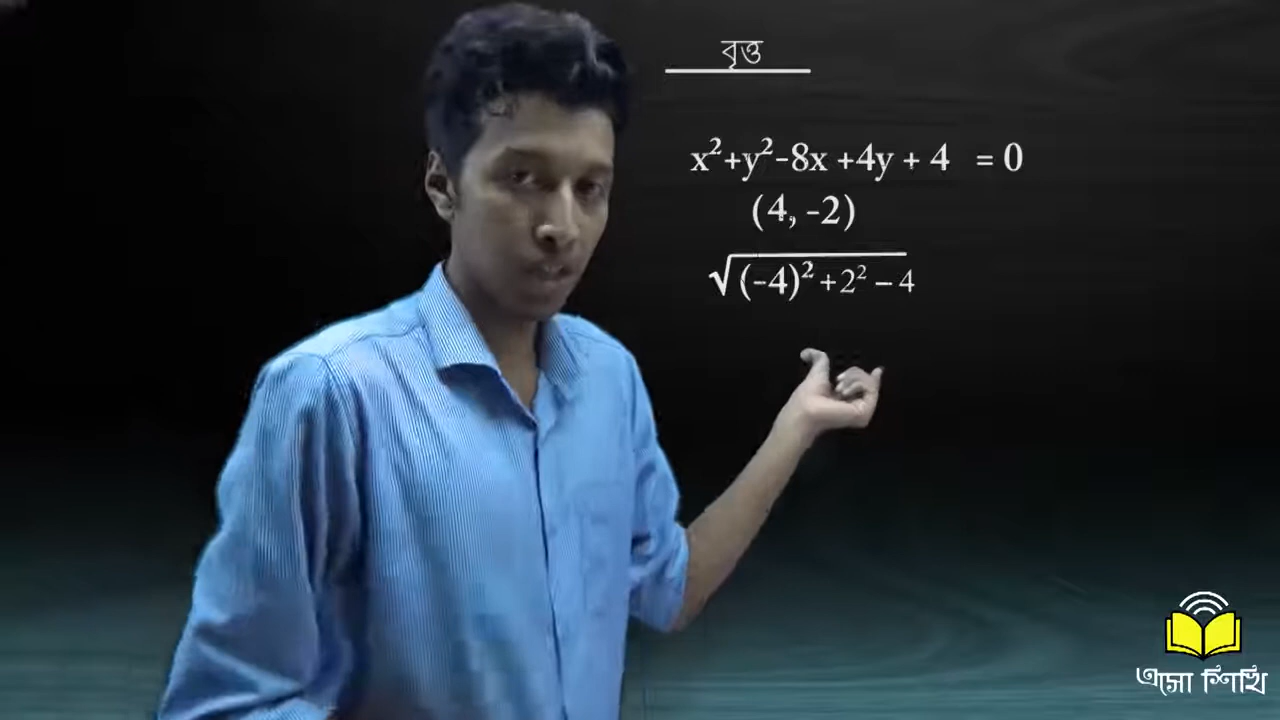 বৃত্ত
x²+y²-8x +4y + 4 = 0
(4, -2)
√(-4)² +2² – 4
এসো শিখি